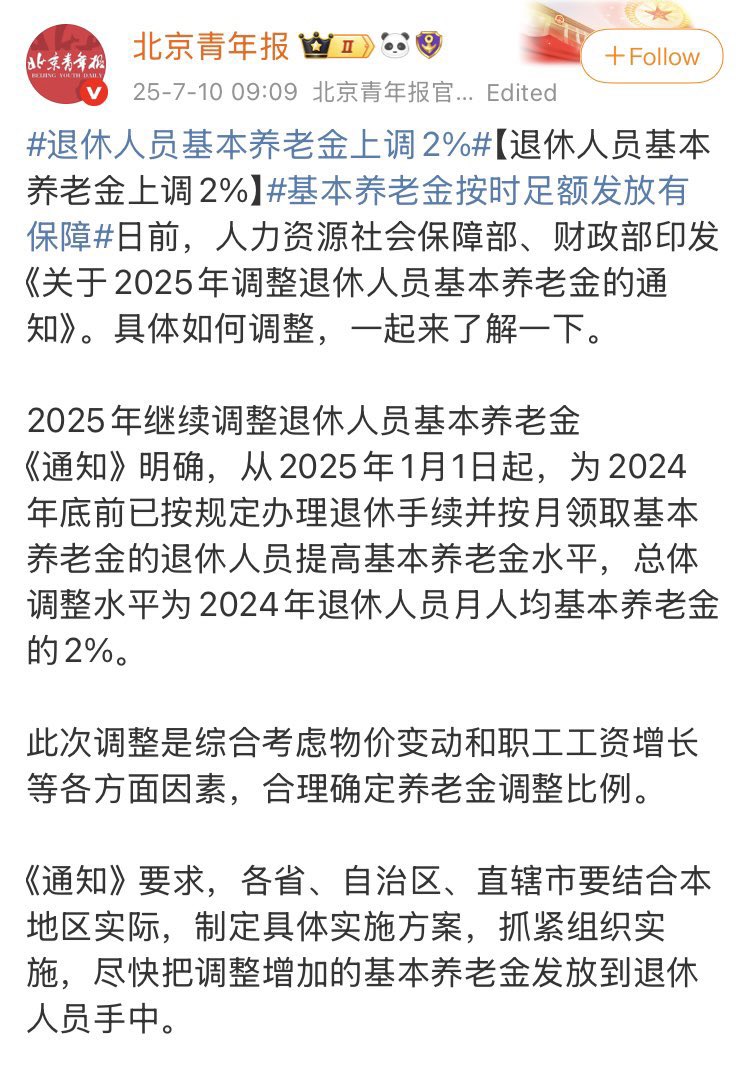 北京青年报
BEIJING YOUTH DAILY
北京青年报 II
+Follow
25-7-10 09:09 北京青年报官... Edited
#退休人员基本养老金上调2%#【退休人员基本
养老金上调2%】#基本养老金按时足额发放有
保障#日前，人力资源社会保障部、财政部印发
《关于2025年调整退休人员基本养老金的通
知》。具体如何调整，一起来了解一下。
2025年继续调整退休人员基本养老金
《通知》明确，从2025年1月1日起，为2024
年底前已按规定办理退休手续并按月领取基本
养老金的退休人员提高基本养老金水平，总体
调整水平为2024年退休人员月人均基本养老金
的2%。
此次调整是综合考虑物价变动和职工工资增长
等各方面因素，合理确定养老金调整比例。
《通知》要求，各省、自治区、直辖市要结合本
地区实际，制定具体实施方案，抓紧组织实
施，尽快把调整增加的基本养老金发放到退休
人员手中。